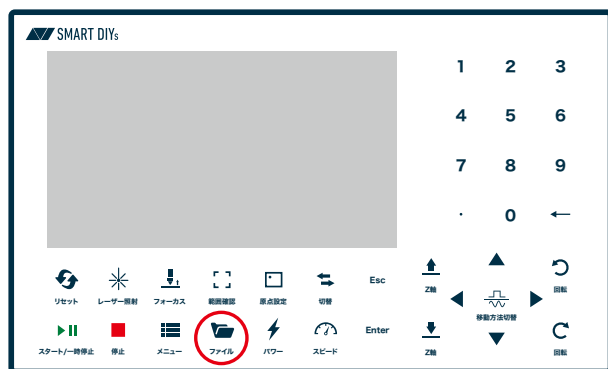 SMART DIYs
1 2 3
4 5 6
7 8 9
. 0 ←
リセット レーザー照射 フォーカス 範囲確認 原点設定 切替 Esc Z軸 回転
移動方法切替
スタート/一時停止 停止 メニュー ファイル パワー スピード Enter Z軸 回転